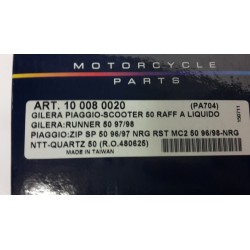 MOTORCYCLE
PARTS
ART. 10 008 0020
(PA704)
GILERA PIAGGIO-SCOOTER 50 RAFF A LIQUIDO
GILERA:RUNNER 50 97/98
PIAGGIO:ZIP SP 50 96/97 NRG RST MC2 50 96/98-NRG
NTT-QUARTZ 50 (R.O.480625)
MADE IN TAIWAN
150711